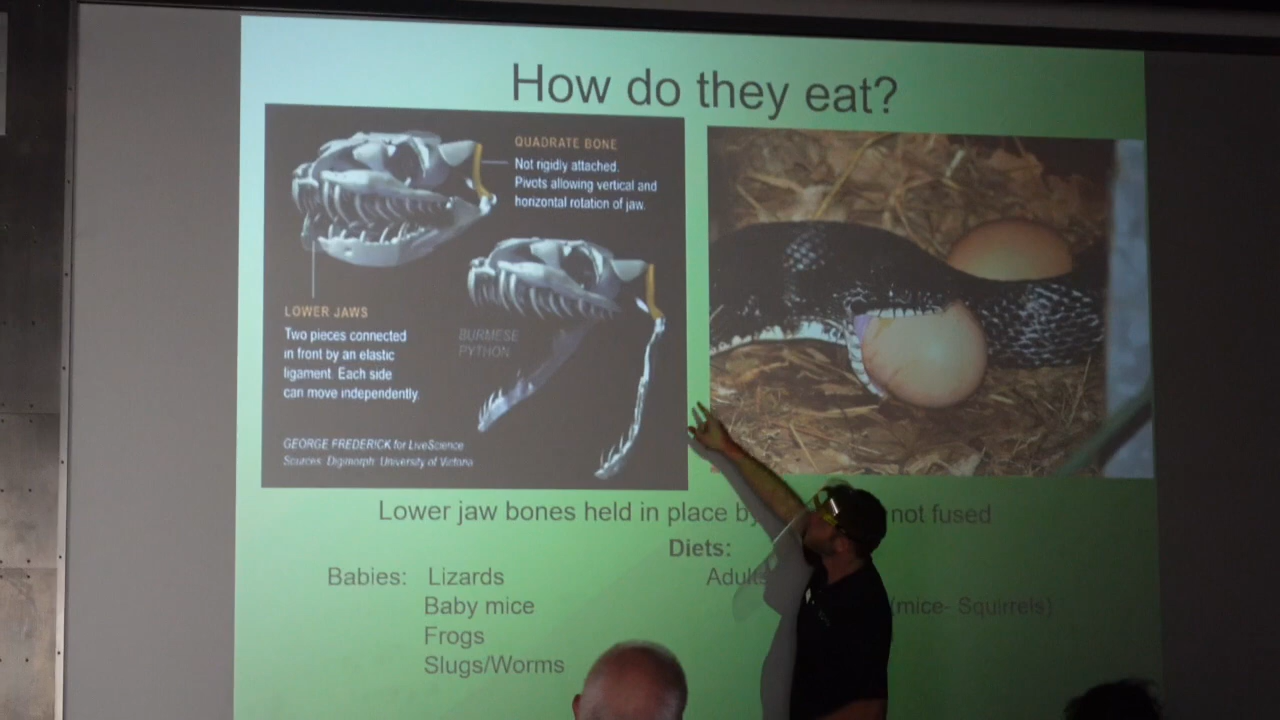 How do they eat?
QUADRATE BONE
Not rigidly attached.
Pivots allowing vertical and
horizontal rotation of jaw.
LOWER JAWS
Two pieces connected
in front by an elastic
ligament. Each side
can move independently.
BURMESE
PYTHON
GEORGE FREDERICK for LiveScience
Sources: Digimorph: University of Victoria
Lower jaw bones held in place by not fused
Diets:
Babies: Lizards Adults
Baby mice (mice- Squirrels)
Frogs
Slugs/Worms